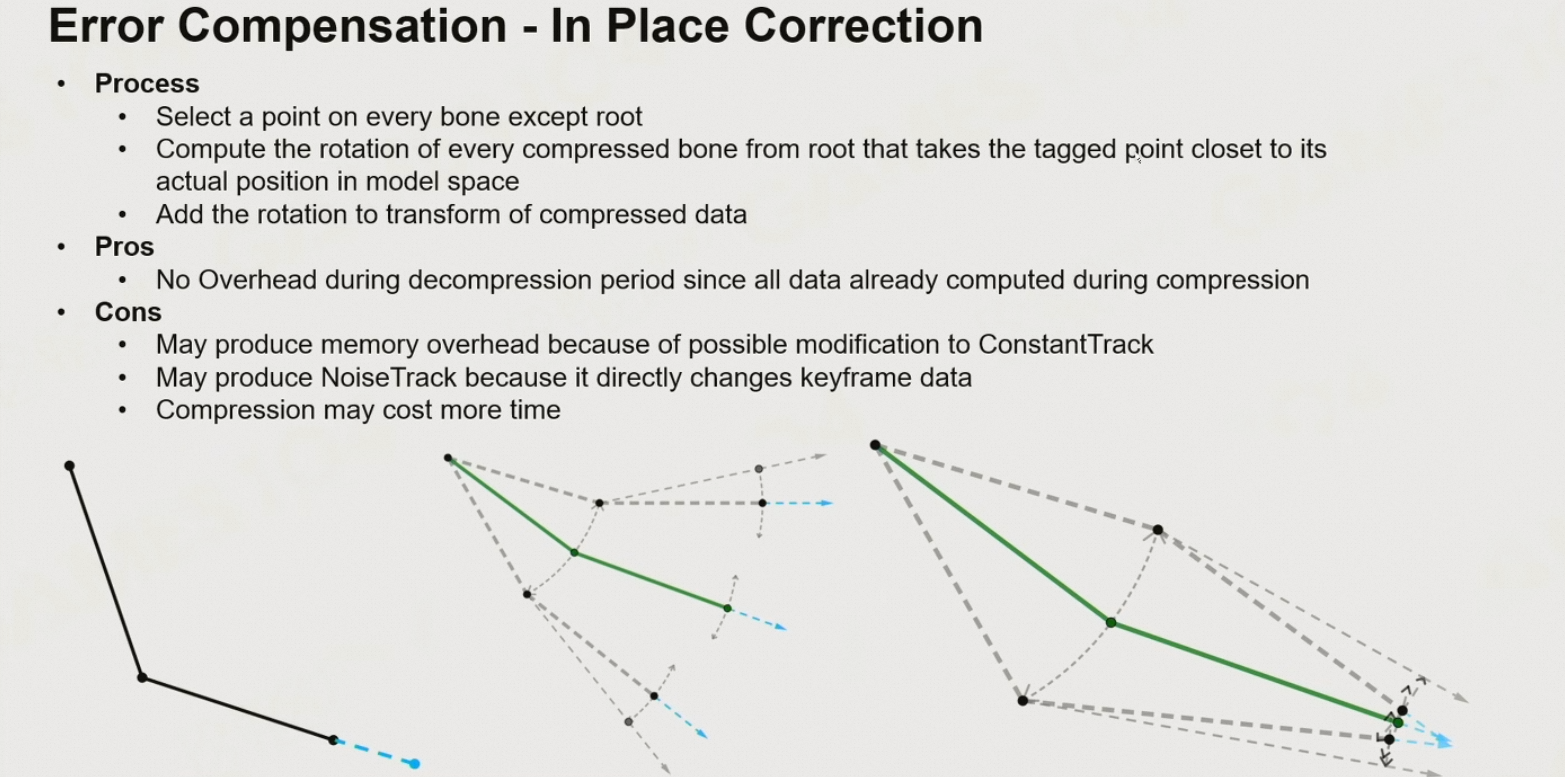 Error Compensation - In Place Correction
• Process
• Select a point on every bone except root
• Compute the rotation of every compressed bone from root that takes the tagged point closet to its
actual position in model space
• Add the rotation to transform of compressed data
• Pros
• No Overhead during decompression period since all data already computed during compression
• Cons
• May produce memory overhead because of possible modification to ConstantTrack
• May produce NoiseTrack because it directly changes keyframe data
• Compression may cost more time